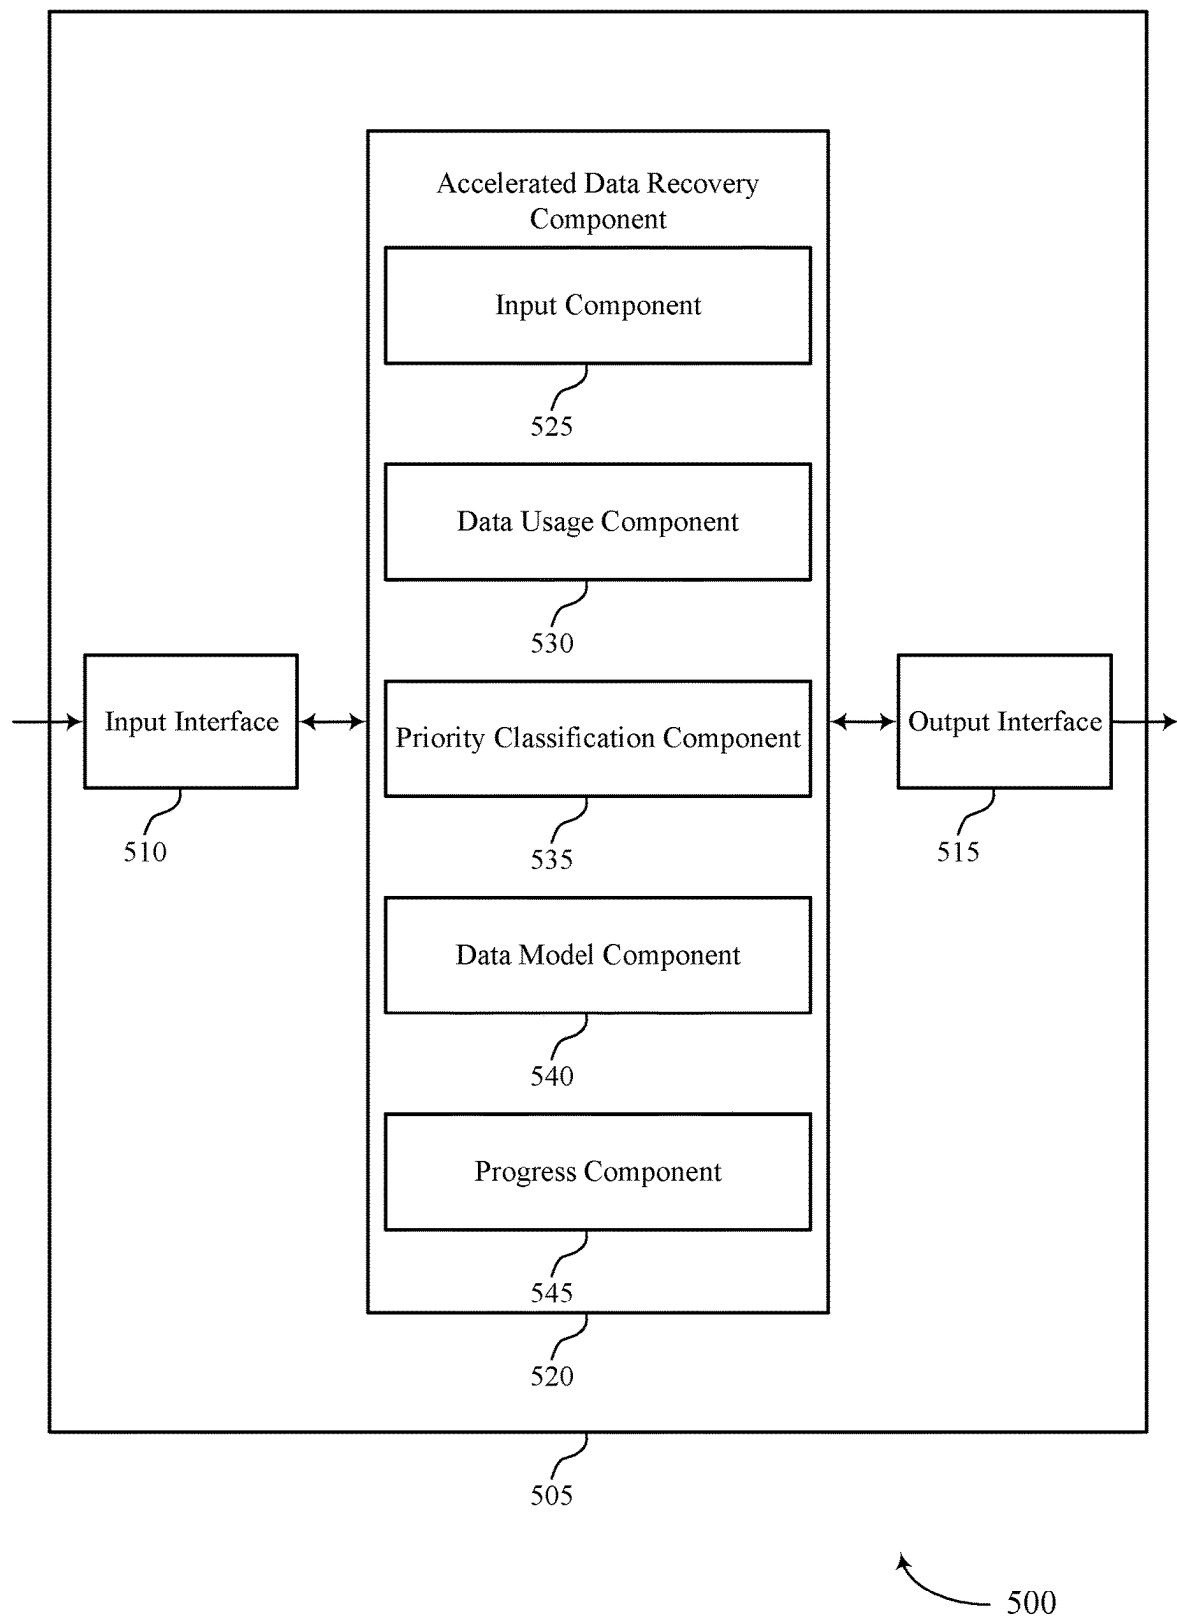 Accelerated Data Recovery
Component
Input Component
525
Data Usage Component
530
Input Interface
510
Priority Classification Component
535
Output Interface
515
Data Model Component
540
Progress Component
545
520
505
500